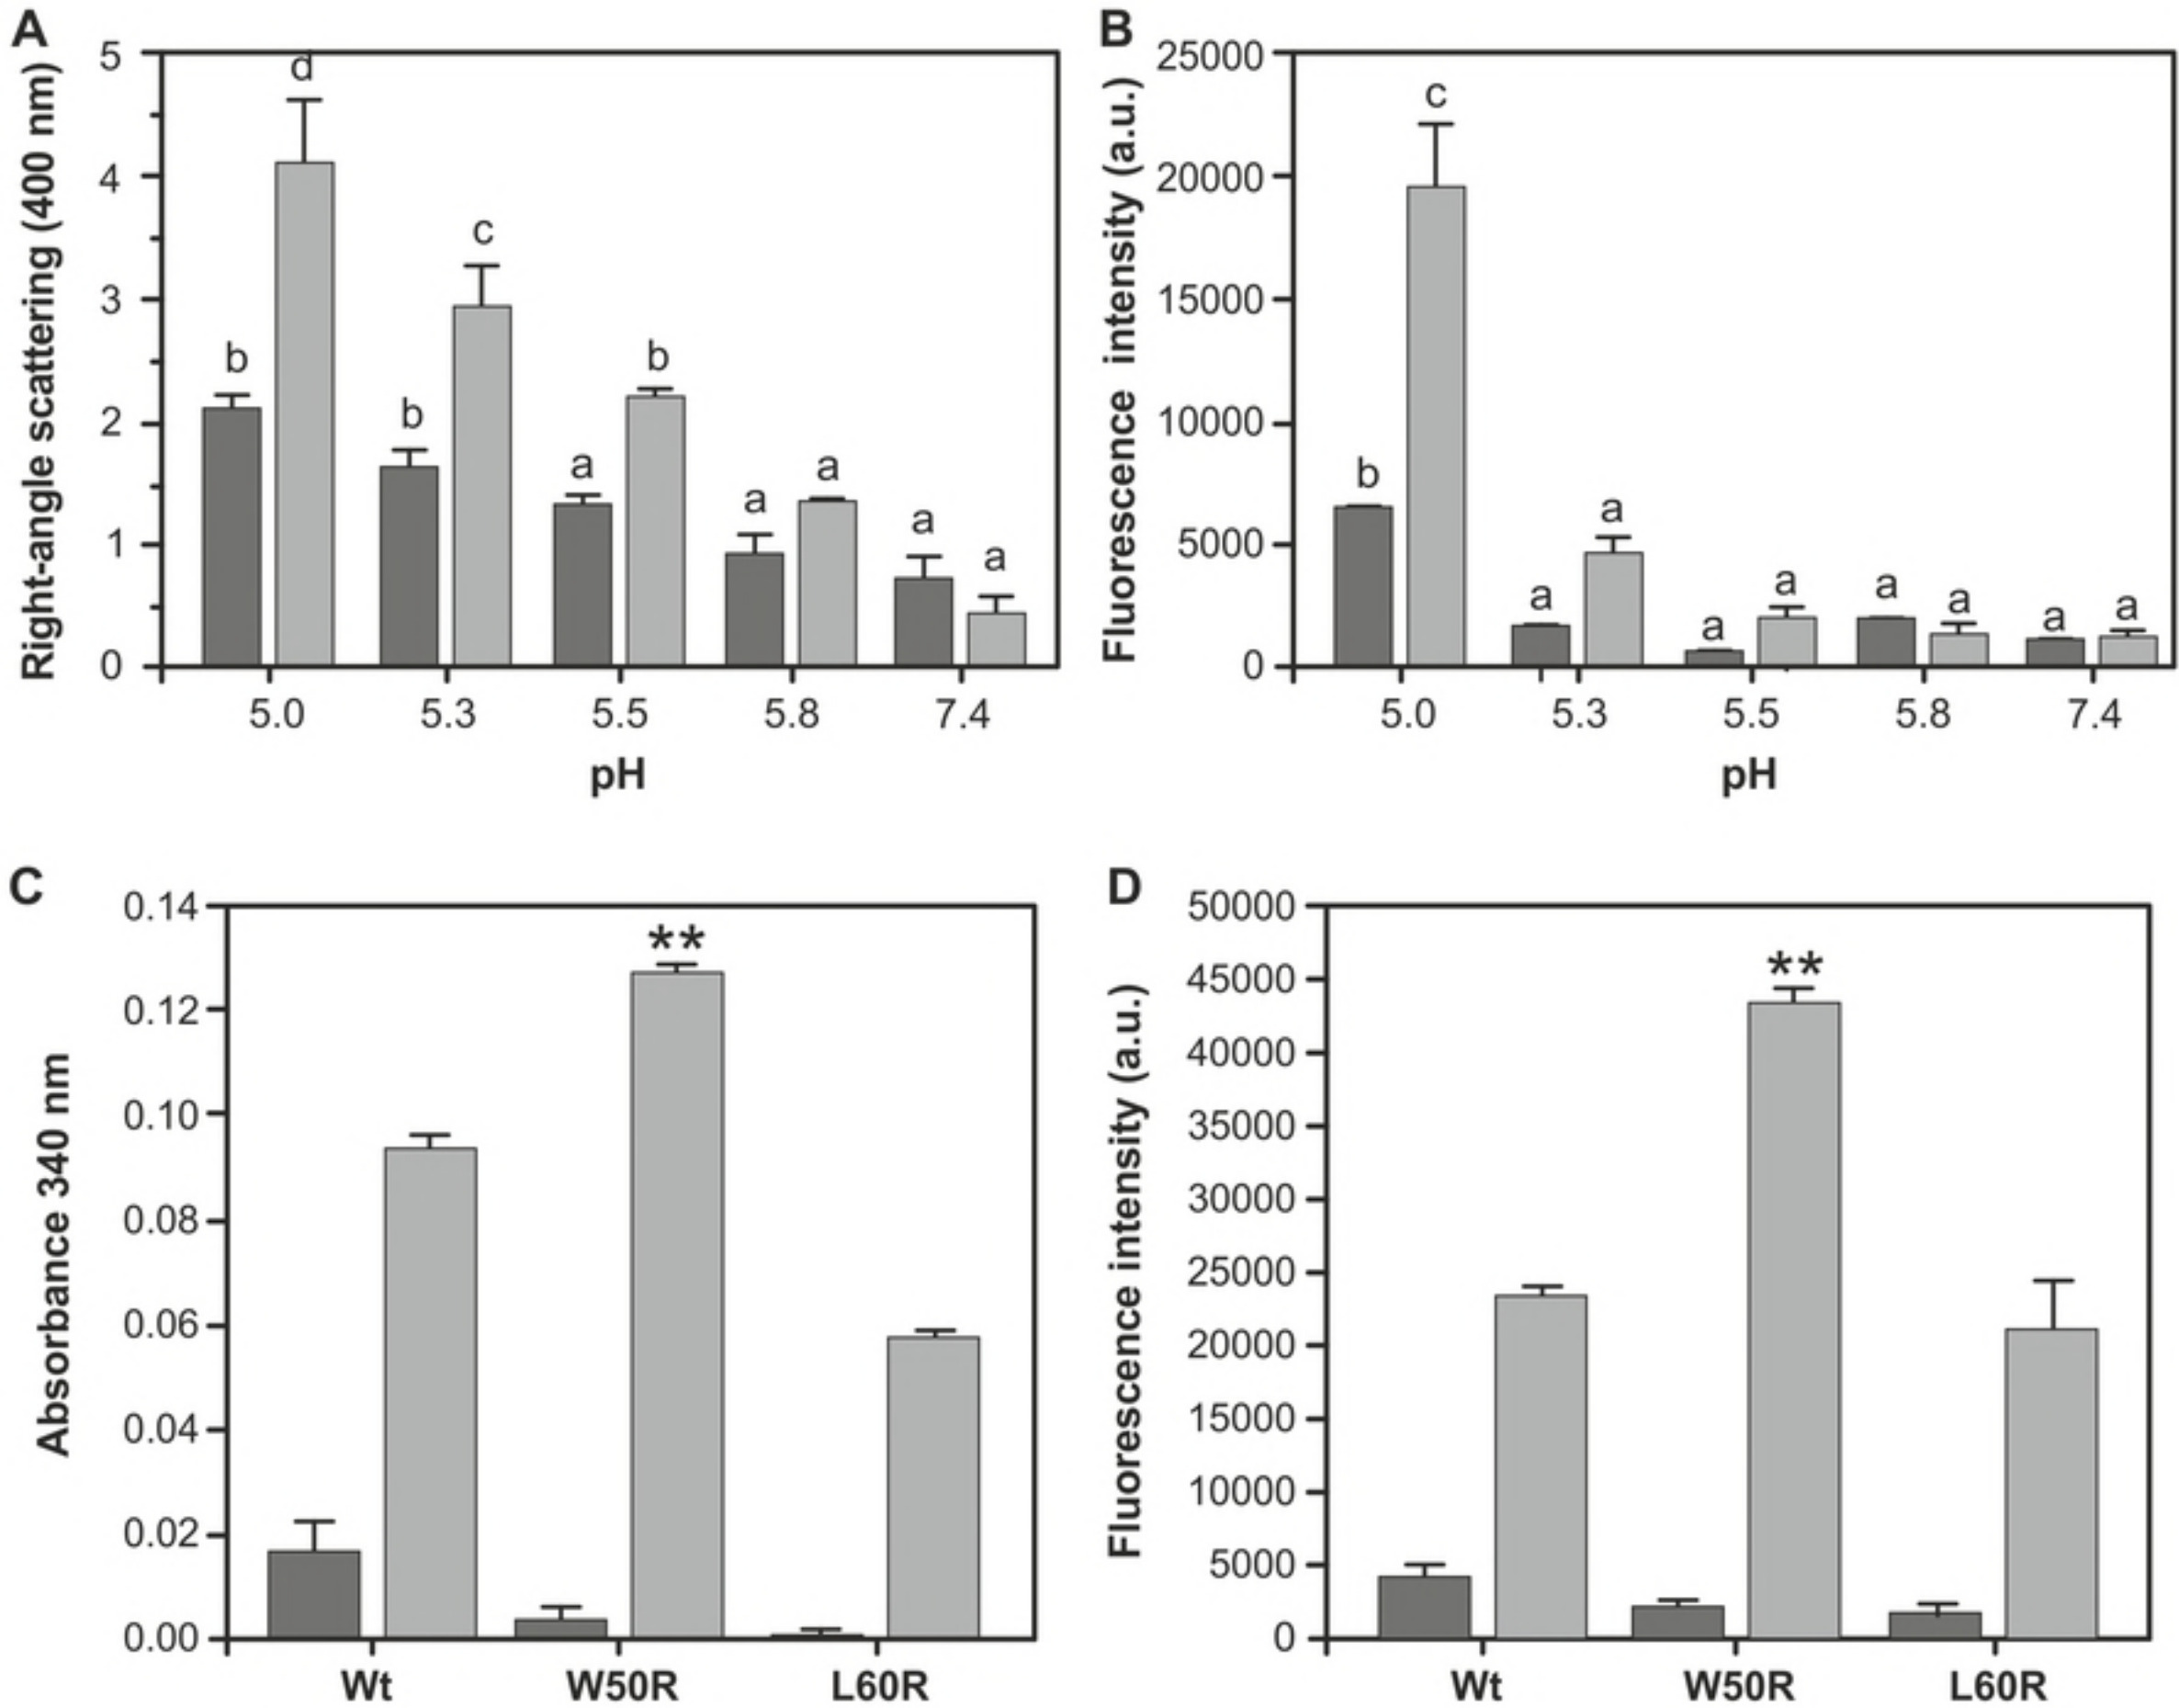 A
Right-angle scattering (400 nm)
5
4
3
2
1
0
d
b
c
b
b
a
a
a
a
a
5.0 5.3 5.5 5.8 7.4
pH
B
Fluorescence intensity (a.u.)
25000
20000
15000
10000
5000
0
c
b
a
a
a
a
a
a
a
a
5.0 5.3 5.5 5.8 7.4
pH
C
Absorbance 340 nm
0.14
0.12
0.10
0.08
0.06
0.04
0.02
0.00
**
Wt W50R L60R
D
Fluorescence intensity (a.u.)
50000
45000
40000
35000
30000
25000
20000
15000
10000
5000
0
**
Wt W50R L60R